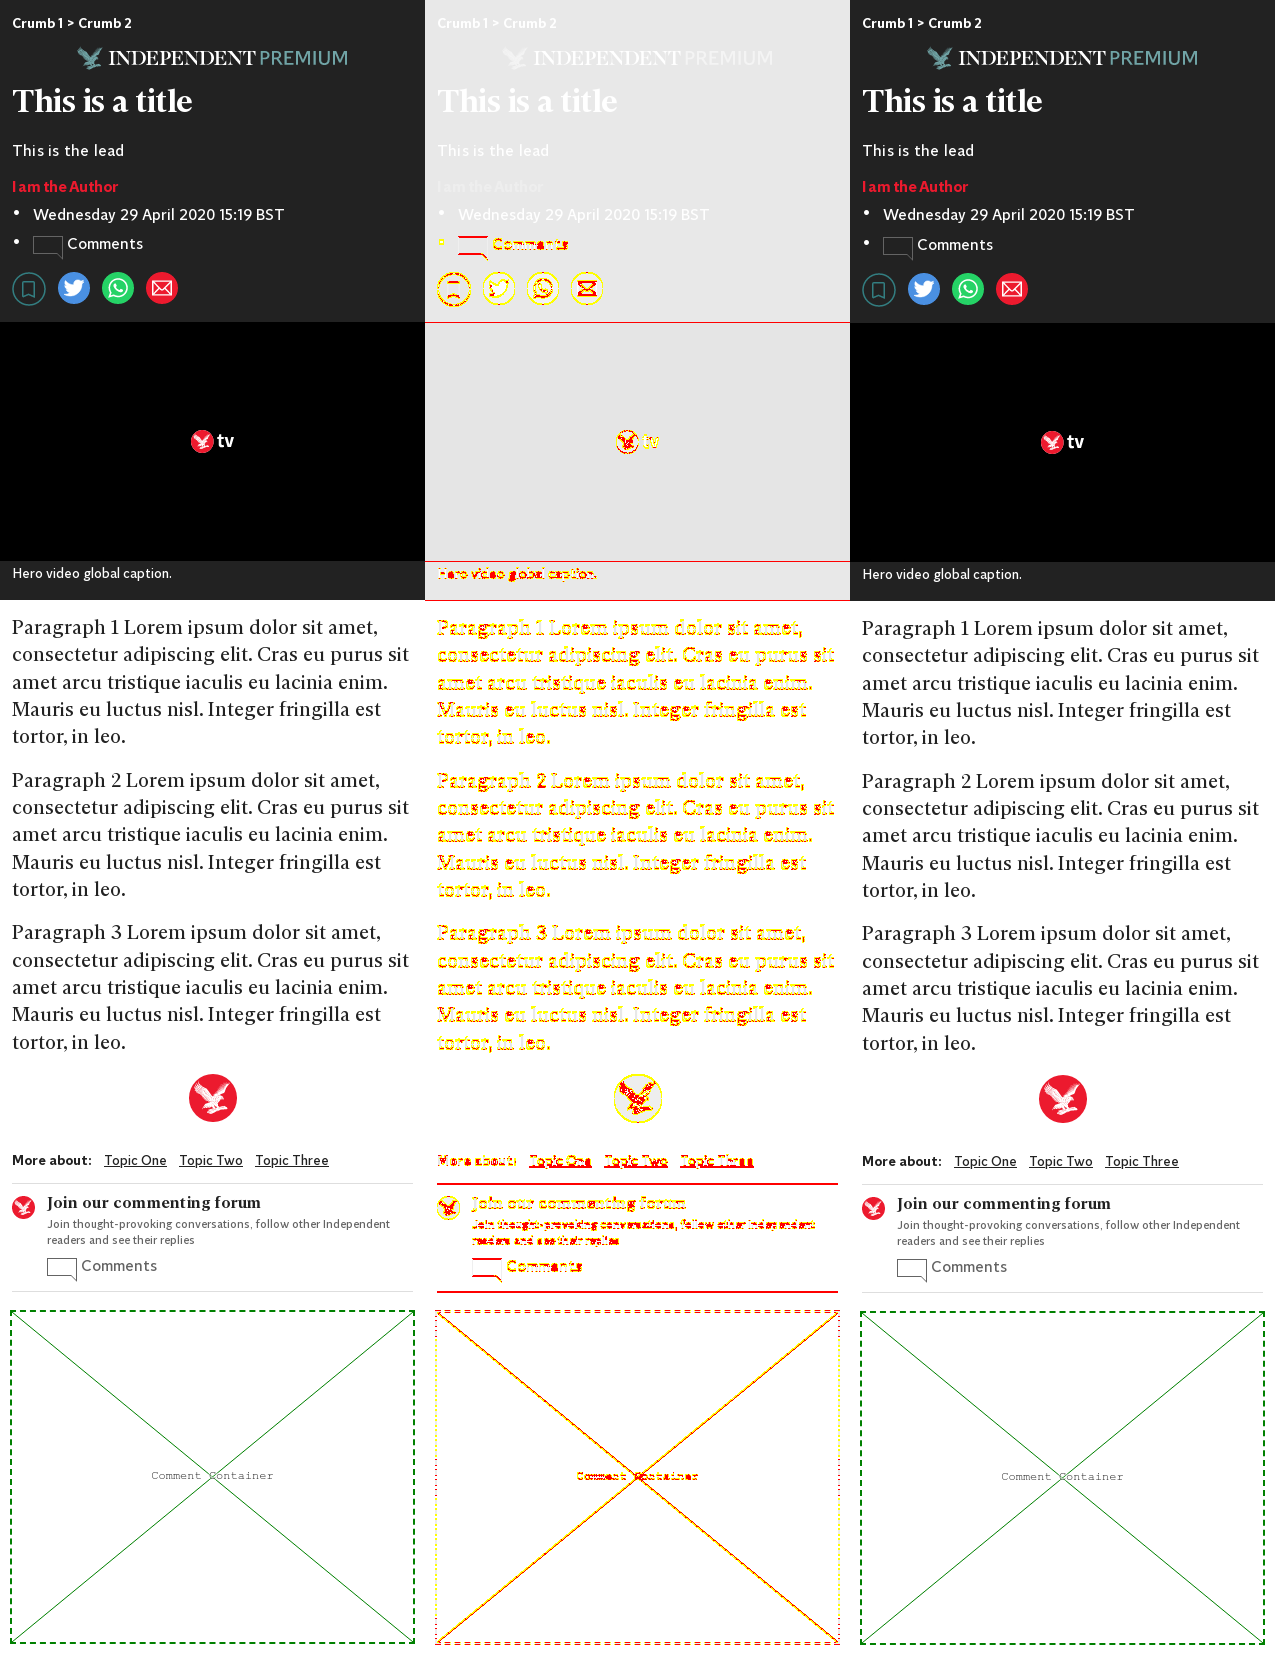 Crumb 1 > Crumb 2
INDEPENDENT PREMIUM
This is a title
This is the lead
I am the Author
• Wednesday 29 April 2020 15:19 BST
• Comments
tv
Hero video global caption.
Paragraph 1 Lorem ipsum dolor sit amet,
consectetur adipiscing elit. Cras eu purus sit
amet arcu tristique iaculis eu lacinia enim.
Mauris eu luctus nisl. Integer fringilla est
tortor, in leo.
Paragraph 2 Lorem ipsum dolor sit amet,
consectetur adipiscing elit. Cras eu purus sit
amet arcu tristique iaculis eu lacinia enim.
Mauris eu luctus nisl. Integer fringilla est
tortor, in leo.
Paragraph 3 Lorem ipsum dolor sit amet,
consectetur adipiscing elit. Cras eu purus sit
amet arcu tristique iaculis eu lacinia enim.
Mauris eu luctus nisl. Integer fringilla est
tortor, in leo.
More about: Topic One Topic Two Topic Three
Join our commenting forum
Join thought-provoking conversations, follow other Independent
readers and see their replies
Comments
Comment Container
Crumb 1 > Crumb 2
INDEPENDENT PREMIUM
This is a title
This is the lead
I am the Author
• Wednesday 29 April 2020 15:19 BST
• Comments
tv
Hero video global caption.
Paragraph 1 Lorem ipsum dolor sit amet,
consectetur adipiscing elit. Cras eu purus sit
amet arcu tristique iaculis eu lacinia enim.
Mauris eu luctus nisl. Integer fringilla est
tortor, in leo.
Paragraph 2 Lorem ipsum dolor sit amet,
consectetur adipiscing elit. Cras eu purus sit
amet arcu tristique iaculis eu lacinia enim.
Mauris eu luctus nisl. Integer fringilla est
tortor, in leo.
Paragraph 3 Lorem ipsum dolor sit amet,
consectetur adipiscing elit. Cras eu purus sit
amet arcu tristique iaculis eu lacinia enim.
Mauris eu luctus nisl. Integer fringilla est
tortor, in leo.
More about: Topic One Topic Two Topic Three
Join our commenting forum
Join thought-provoking conversations, follow other Independent
readers and see their replies
Comments
Comment Container
Crumb 1 > Crumb 2
INDEPENDENT PREMIUM
This is a title
This is the lead
I am the Author
• Wednesday 29 April 2020 15:19 BST
• Comments
tv
Hero video global caption.
Paragraph 1 Lorem ipsum dolor sit amet,
consectetur adipiscing elit. Cras eu purus sit
amet arcu tristique iaculis eu lacinia enim.
Mauris eu luctus nisl. Integer fringilla est
tortor, in leo.
Paragraph 2 Lorem ipsum dolor sit amet,
consectetur adipiscing elit. Cras eu purus sit
amet arcu tristique iaculis eu lacinia enim.
Mauris eu luctus nisl. Integer fringilla est
tortor, in leo.
Paragraph 3 Lorem ipsum dolor sit amet,
consectetur adipiscing elit. Cras eu purus sit
amet arcu tristique iaculis eu lacinia enim.
Mauris eu luctus nisl. Integer fringilla est
tortor, in leo.
More about: Topic One Topic Two Topic Three
Join our commenting forum
Join thought-provoking conversations, follow other Independent
readers and see their replies
Comments
Comment Container